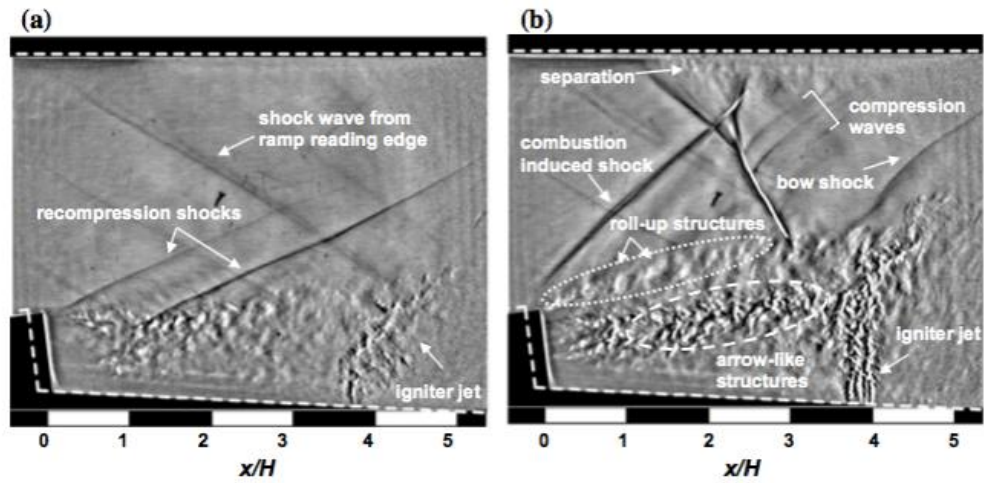 (a)
shock wave from
ramp reading edge
recompression shocks
igniter jet
0 1 2 3 4 5
x/H
(b)
separation
compression
waves
combustion
induced shock
bow shock
roll-up structures
igniter jet
arrow-like
structures
0 1 2 3 4 5
x/H